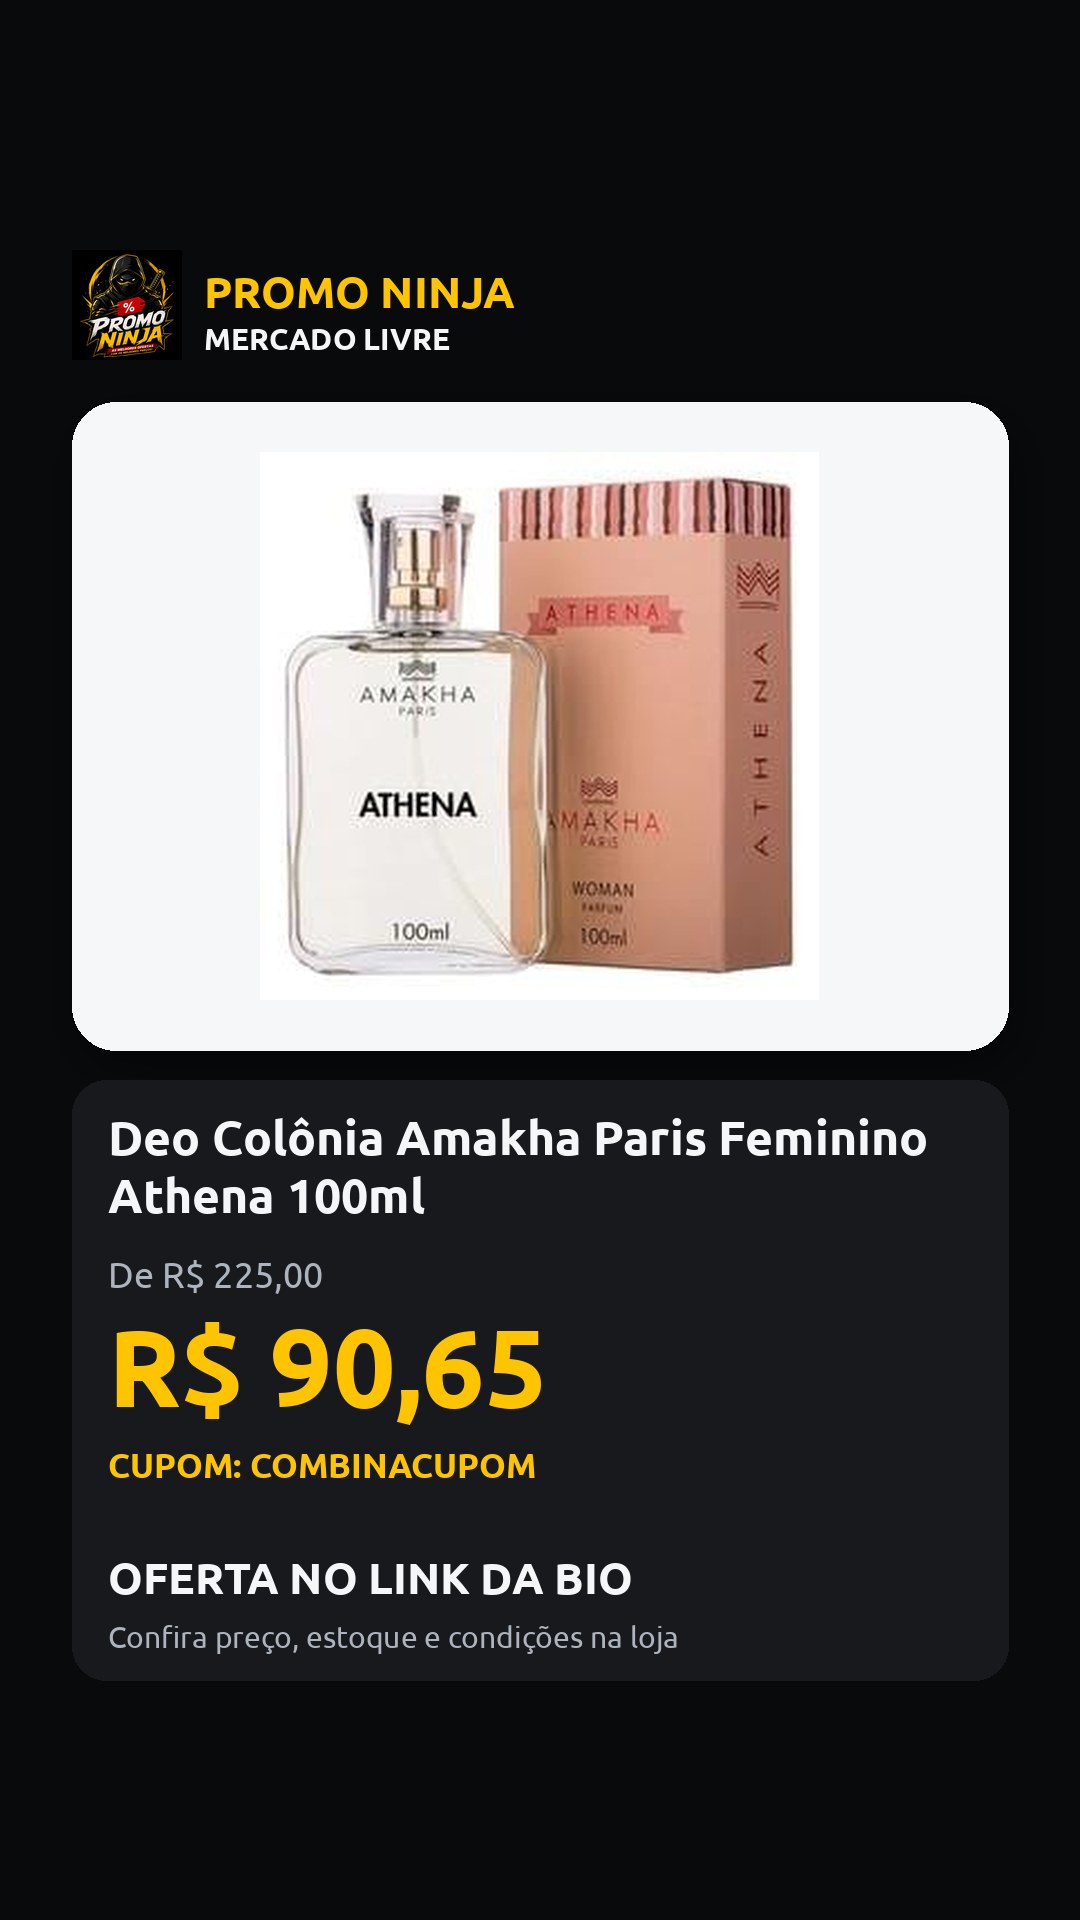 %
PROMO
NINJA
PROMO NINJA
MERCADO LIVRE
AMAKHA
PARIS
ATHENA
100ml
ATHENA
AMAKHA
PARIS
WOMAN
PARFUM
100ml
ATHENA
Deo Colônia Amakha Paris Feminino
Athena 100ml
De R$ 225,00
R$ 90,65
CUPOM: COMBINACUPOM
OFERTA NO LINK DA BIO
Confira preço, estoque e condições na loja